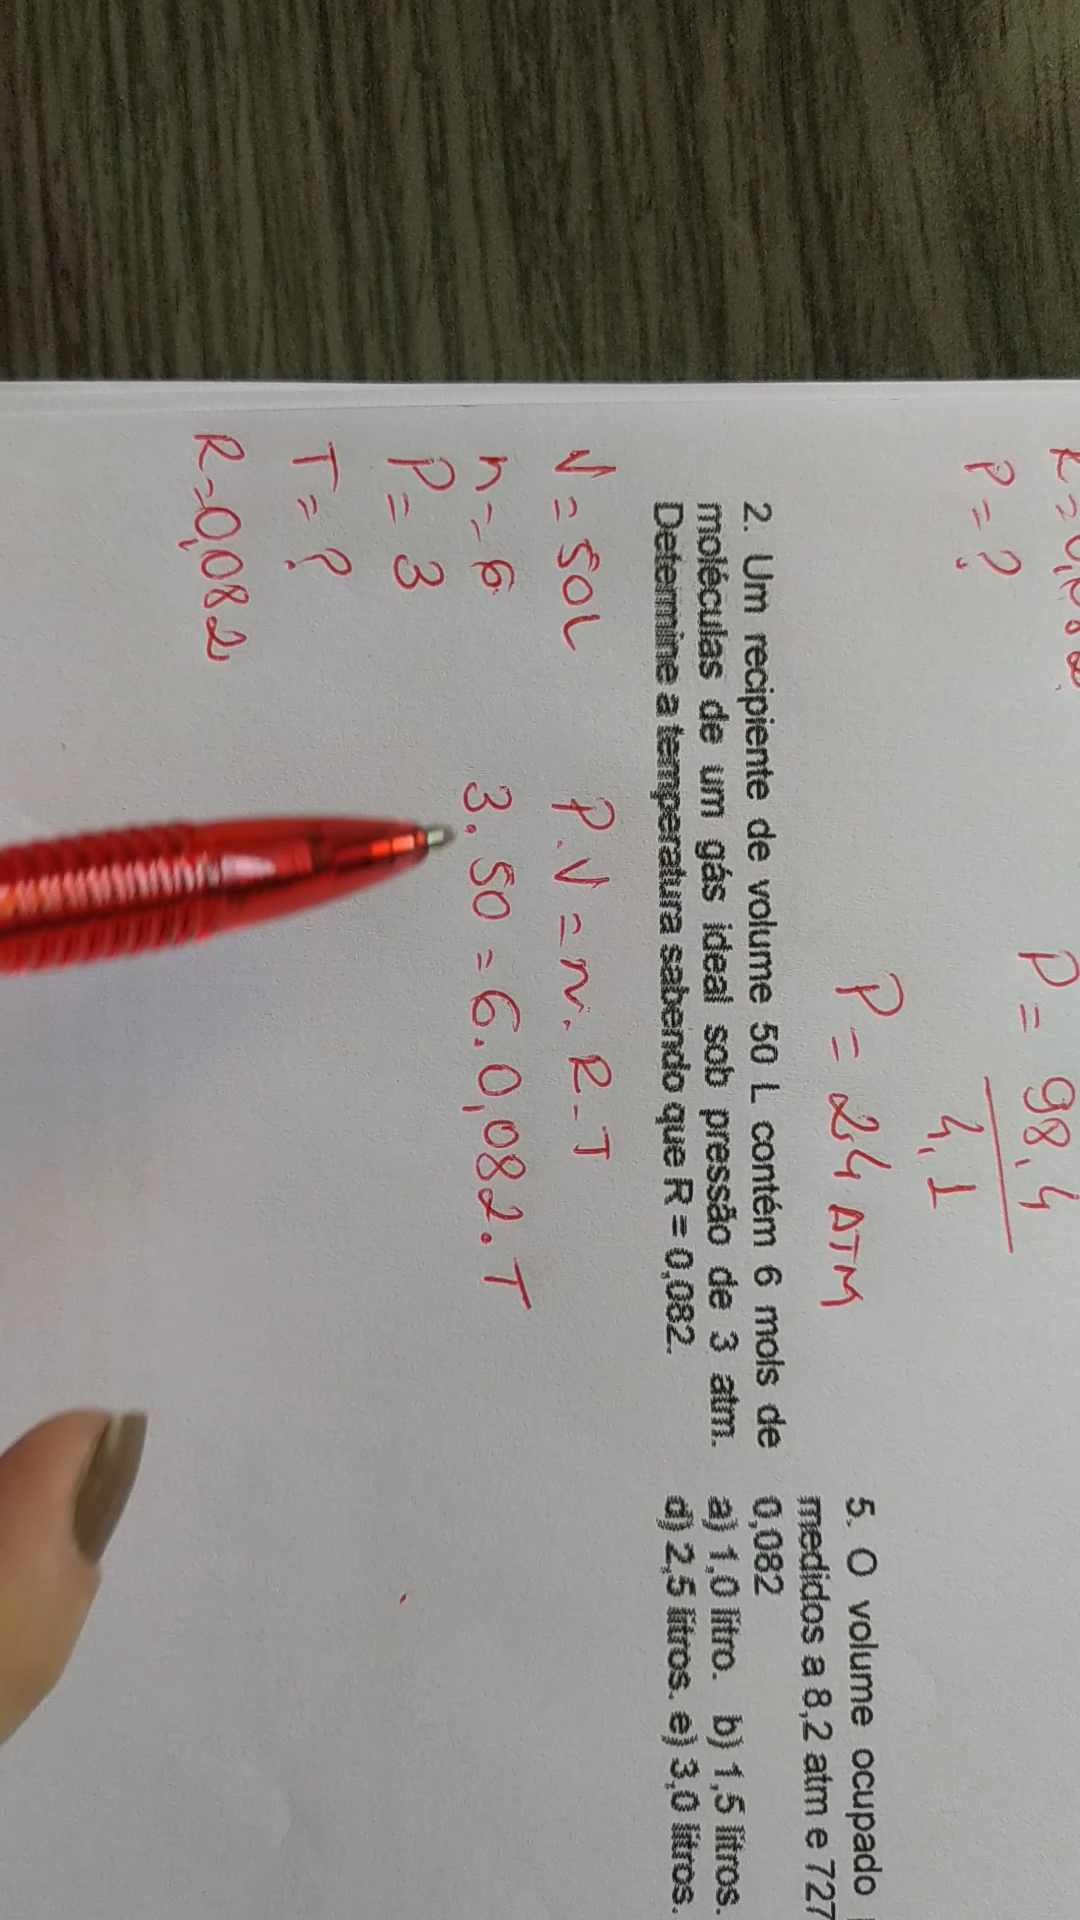 P = ?
P = 98,4
4,1
P = 24 ATM
2. Um recipiente de volume 50 L contém 6 mols de
moléculas de um gás ideal sob pressão de 3 atm.
Determine a temperatura sabendo que R = 0,082.
V = 50L
n = 6
P = 3
T = ?
R = 0,082
P.V = n. R. T
3. 50 = 6. 0,082. T
5. O volume ocupado
medidos a 8,2 atm e 727
0,082
a) 1,0 litro. b) 1,5 litros.
d) 2,5 litros. e) 3,0 litros.